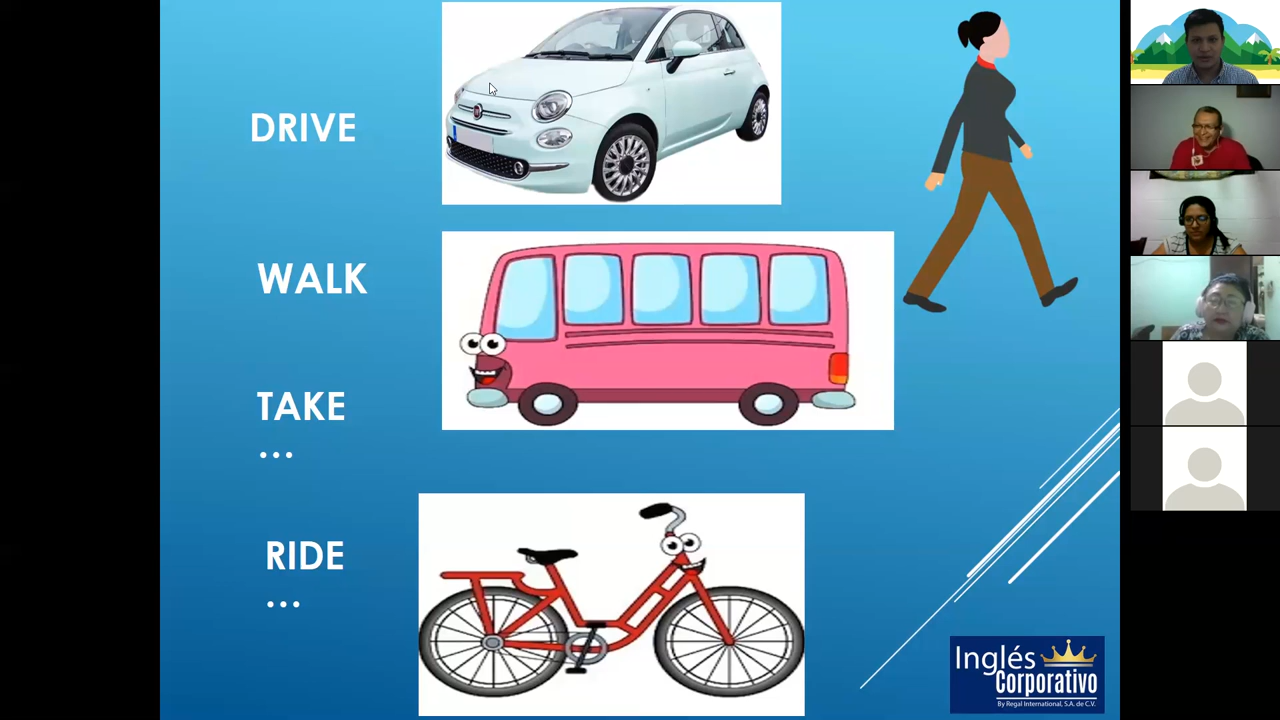 DRIVE
WALK
TAKE
...
RIDE
...
Inglés
Corporativo
By Regal International, S.A. de C.V.